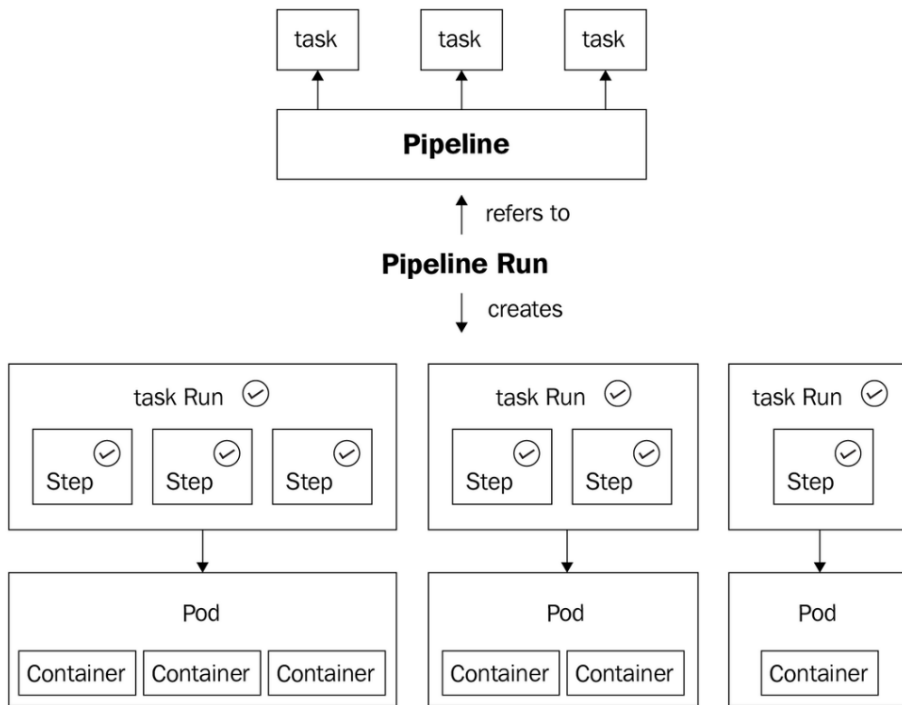 task task task
Pipeline
refers to
Pipeline Run
creates
task Run task Run task Run
Step Step Step Step Step Step
Pod Pod Pod
Container Container Container Container Container Container